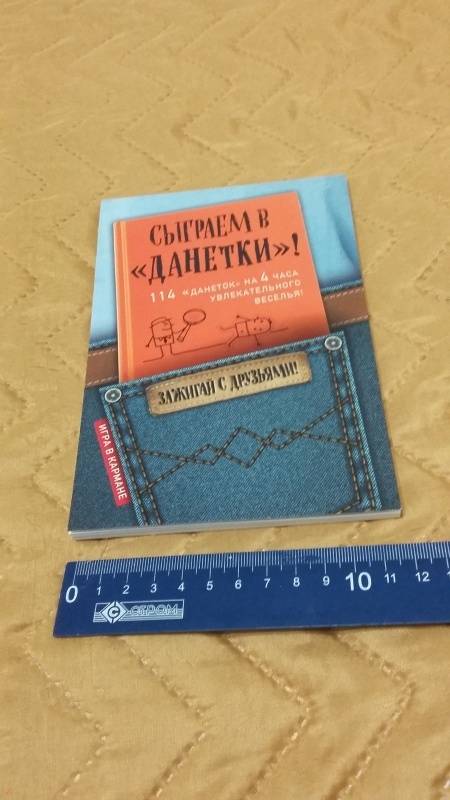 СЫГРАЕМ В
«ДАНЕТКИ»!
114 «ДАНЕТОК» НА 4 ЧАСА
УВЛЕКАТЕЛЬНОГО
ВЕСЕЛЬЯ!
ЗАЖИГАЙ С ДРУЗЬЯМИ!
ИГРА В КАРМАНЕ
0 1 2 3 4 5 6 7 8 9 10 11 12
С-СТРОМ